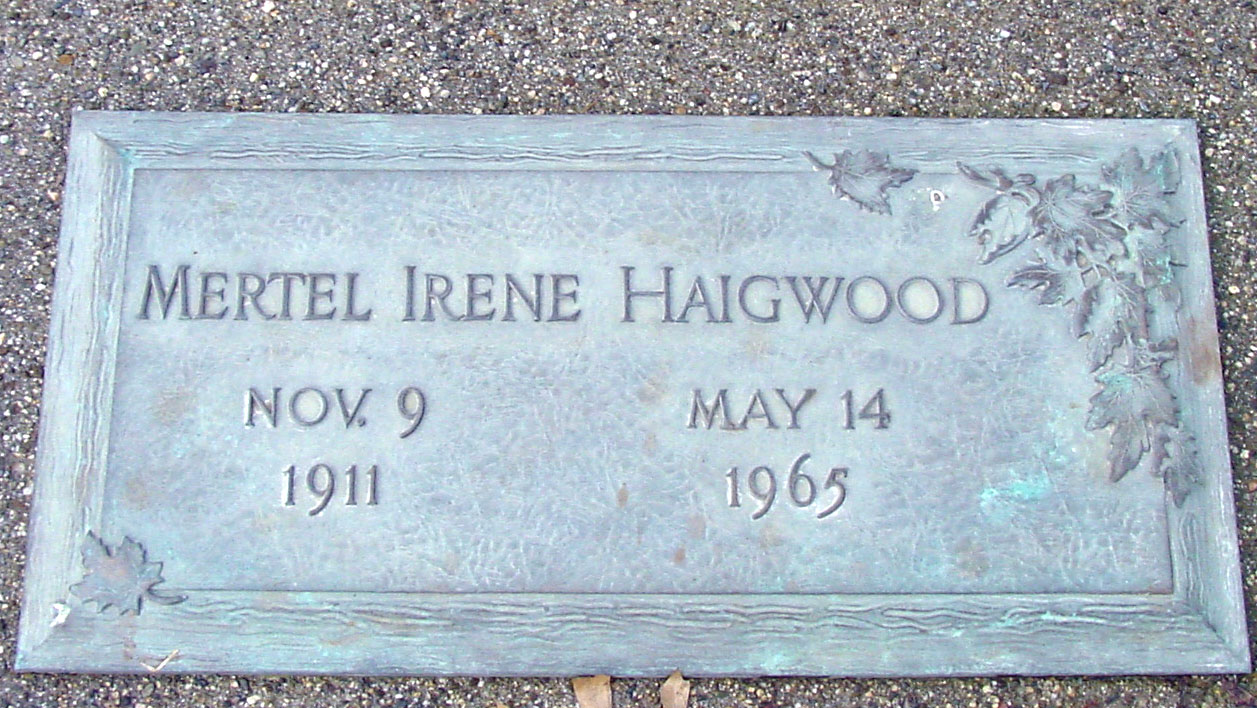 MERTEL IRENE HAIGWOOD
NOV. 9 MAY 14
1911 1965